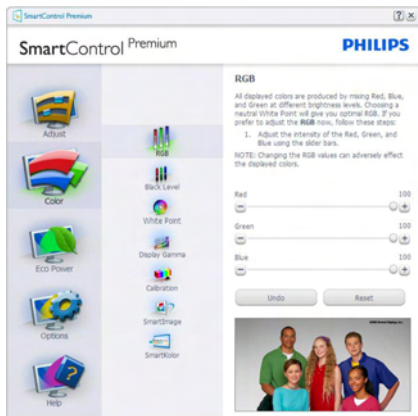 SmartControl Premium
SmartControl Premium
PHILIPS
Adjust
Color
Eco Power
Options
Help
RGB
Black Level
White Point
Display Gamma
Calibration
SmartImage
SmartKolor
RGB
All displayed colors are produced by mixing Red, Blue,
and Green at different brightness levels. Choosing a
neutral White Point will give you optimal RGB. If you
prefer to adjust the RGB now, follow these steps:
1. Adjust the intensity of the Red, Green, and
Blue using the slider bars.
NOTE: Changing the RGB values can adversely effect
the displayed colors.
Red 100
Green 100
Blue 100
Undo Reset